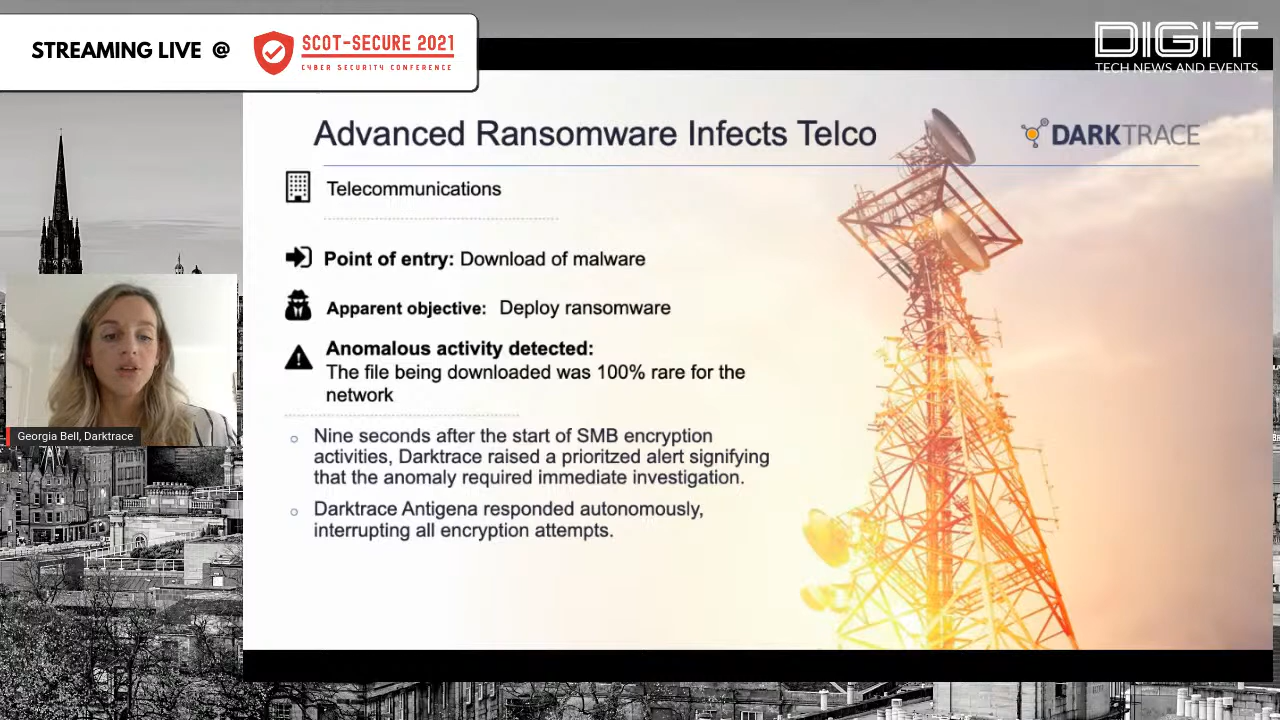 STREAMING LIVE @
SCOT-SECURE 2021
CYBER SECURITY CONFERENCE
DIGIT
TECH NEWS AND EVENTS
Advanced Ransomware Infects Telco
DARKTRACE
Telecommunications
Point of entry: Download of malware
Apparent objective: Deploy ransomware
Anomalous activity detected:
The file being downloaded was 100% rare for the
network
Nine seconds after the start of SMB encryption
activities, Darktrace raised a prioritzed alert signifying
that the anomaly required immediate investigation.
Darktrace Antigena responded autonomously,
interrupting all encryption attempts.
Georgia Bell, Darktrace